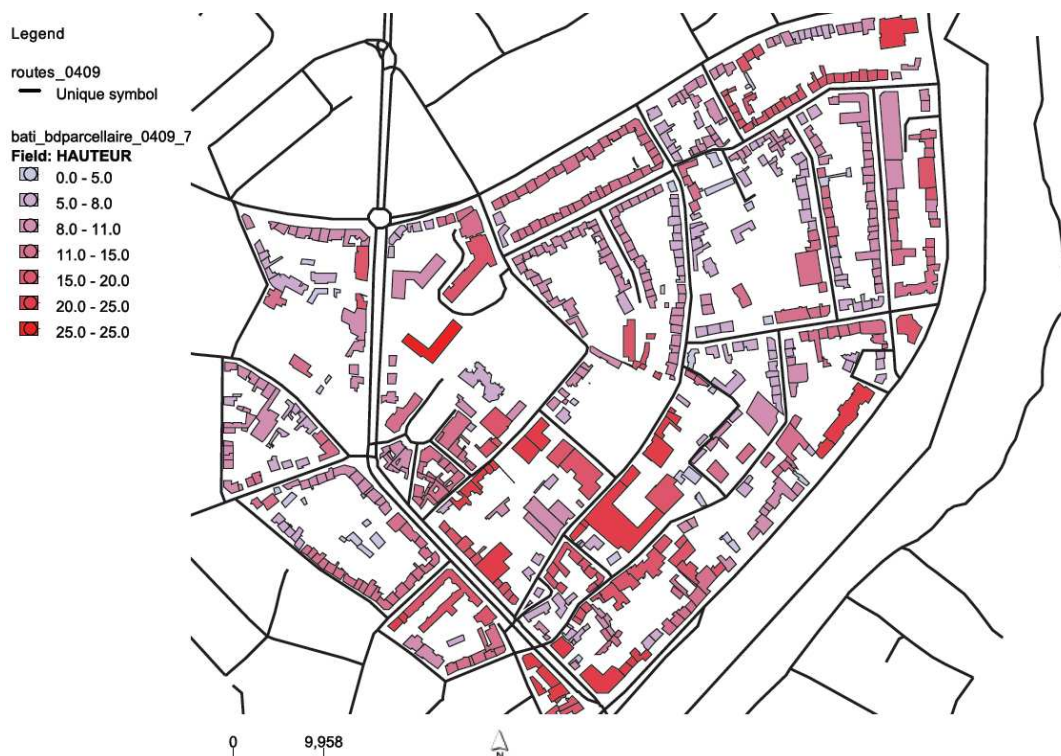 Legend
routes_0409
Unique symbol
bati_bdparcellaire_0409_7
Field: HAUTEUR
0.0 - 5.0
5.0 - 8.0
8.0 - 11.0
11.0 - 15.0
15.0 - 20.0
20.0 - 25.0
25.0 - 25.0
0 9,958
N